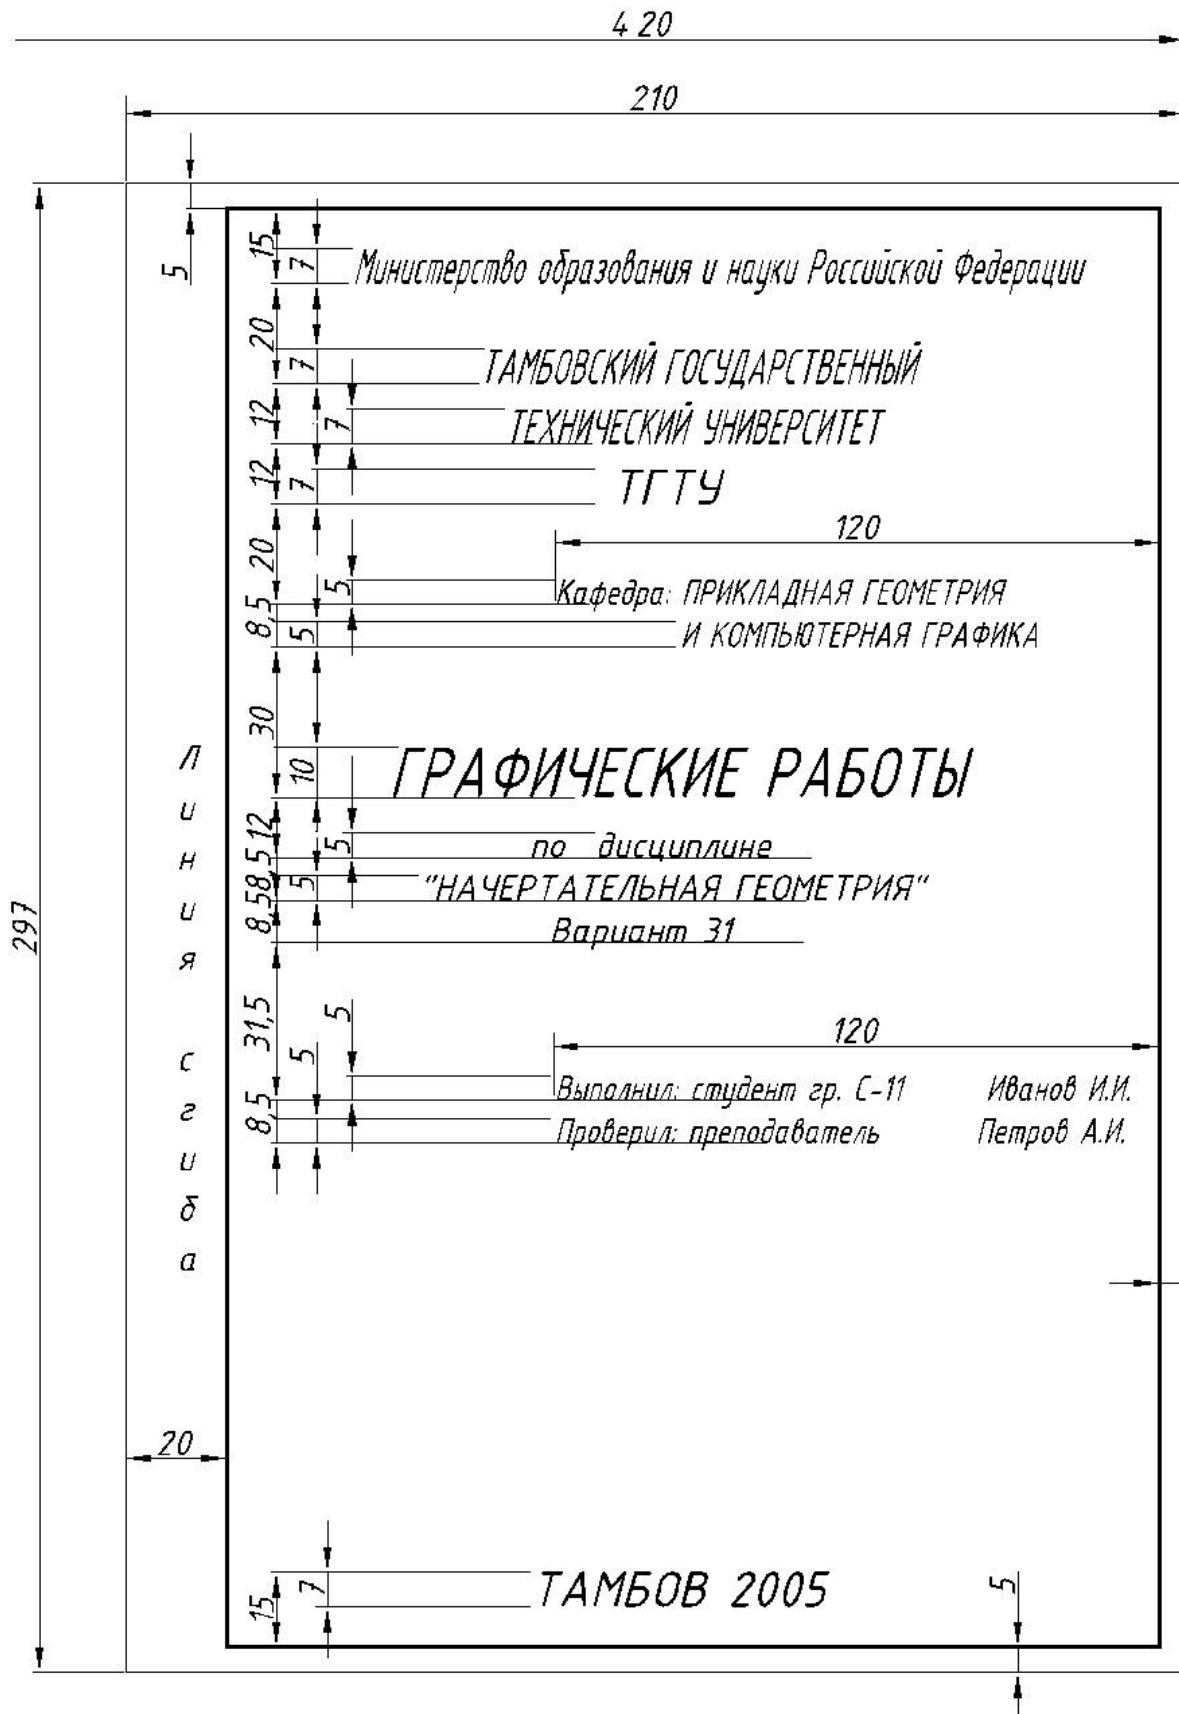 4 20
210
5
15
7
Министерство образования и науки Российской Федерации
20
7
ТАМБОВСКИЙ ГОСУДАРСТВЕННЫЙ
12
7
ТЕХНИЧЕСКИЙ УНИВЕРСИТЕТ
12
7
ТГТУ
120
20
5
Кафедра: ПРИКЛАДНАЯ ГЕОМЕТРИЯ
8,5
5
И КОМПЬЮТЕРНАЯ ГРАФИКА
30
10
ГРАФИЧЕСКИЕ РАБОТЫ
12
5
по дисциплине
8,5
5
"НАЧЕРТАТЕЛЬНАЯ ГЕОМЕТРИЯ"
8,5
Вариант 31
297
Линия сгиба
31,5
5
5
120
Выполнил: студент гр. С-11 Иванов И.И.
8,5
Проверил: преподаватель Петров А.И.
20
15
7
ТАМБОВ 2005
5